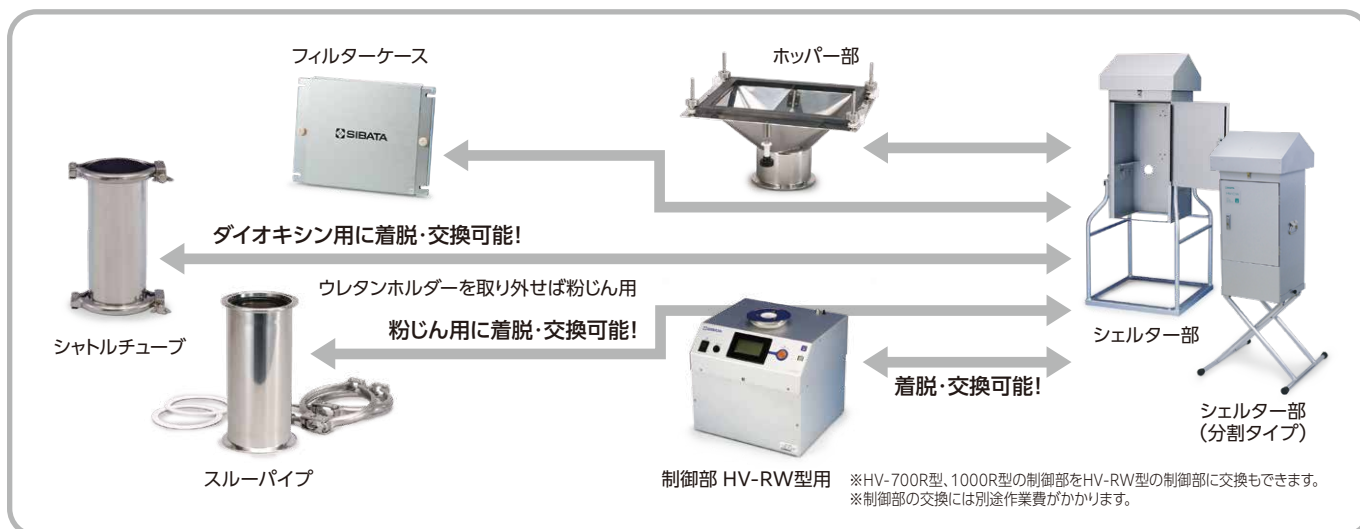 フィルターケース
ホッパー部
SIBATA
ダイオキシン用に着脱・交換可能!
ウレタンホルダーを取り外せば粉じん用
粉じん用に着脱・交換可能!
シャトルチューブ
シェルター部
着脱・交換可能!
シェルター部
(分割タイプ)
スルーパイプ
制御部 HV-RW型用
※HV-700R型、1000R型の制御部をHV-RW型の制御部に交換もできます。
※制御部の交換には別途作業費がかかります。